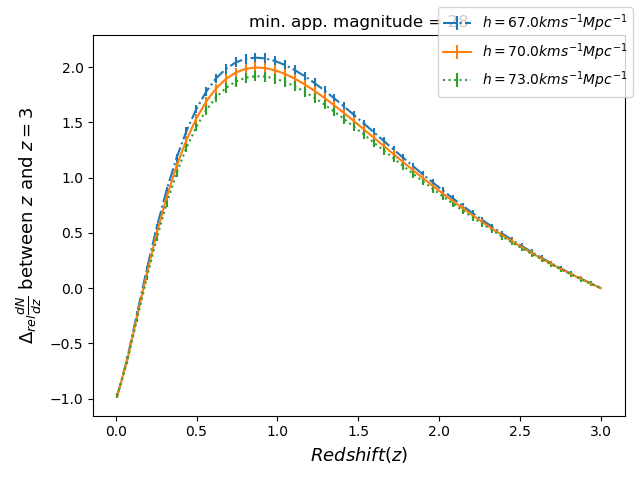 min. app. magnitude = 28
h = 67.0kms⁻¹Mpc⁻¹
h = 70.0kms⁻¹Mpc⁻¹
h = 73.0kms⁻¹Mpc⁻¹
Δ_rel dN/dz between z and z = 3
2.0
1.5
1.0
0.5
0.0
−0.5
−1.0
0.0 0.5 1.0 1.5 2.0 2.5 3.0
Redshift(z)